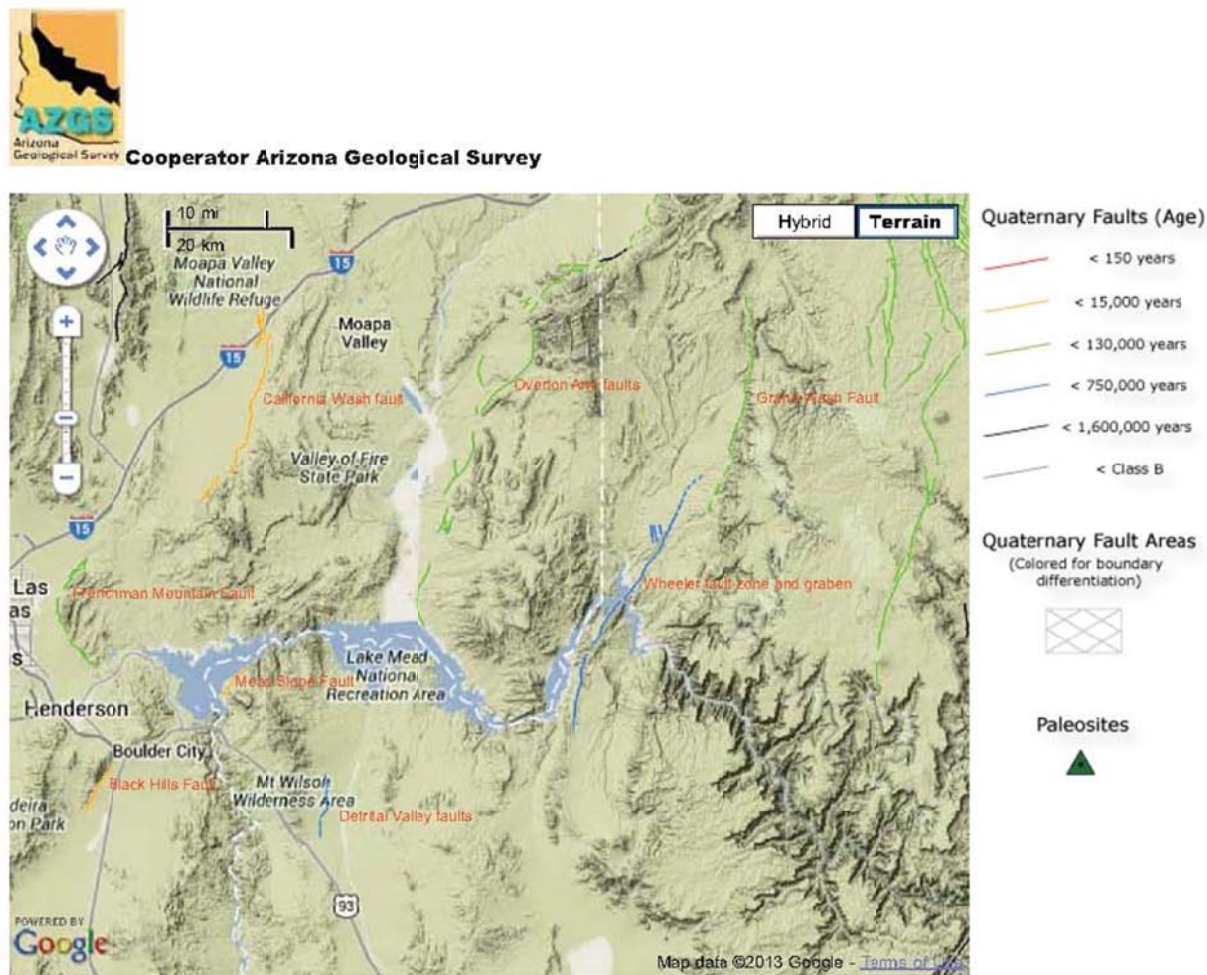 AZGS
Arizona
Geological Survey
Cooperator Arizona Geological Survey
10 mi
20 km
Hybrid
Terrain
Moapa Valley
National
Wildlife Refuge
15
Moapa
Valley
15
California Wash fault
Overton Arm faults
Grand Wash Fault
Valley of Fire
State Park
15
Las
as
s
Frenchman Mountain Fault
Wheeler fault zone and graben
Lake Mead
National
Recreation Area
Mead Slope Fault
Henderson
Boulder City
Black Hills Fault
Mt Wilson
Wilderness Area
deira
on Park
Detrital Valley faults
93
POWERED BY
Google
Map data ©2013 Google - Terms of Use
Quaternary Faults (Age)
< 150 years
< 15,000 years
< 130,000 years
< 750,000 years
< 1,600,000 years
< Class B
Quaternary Fault Areas
(Colored for boundary
differentiation)
Paleosites